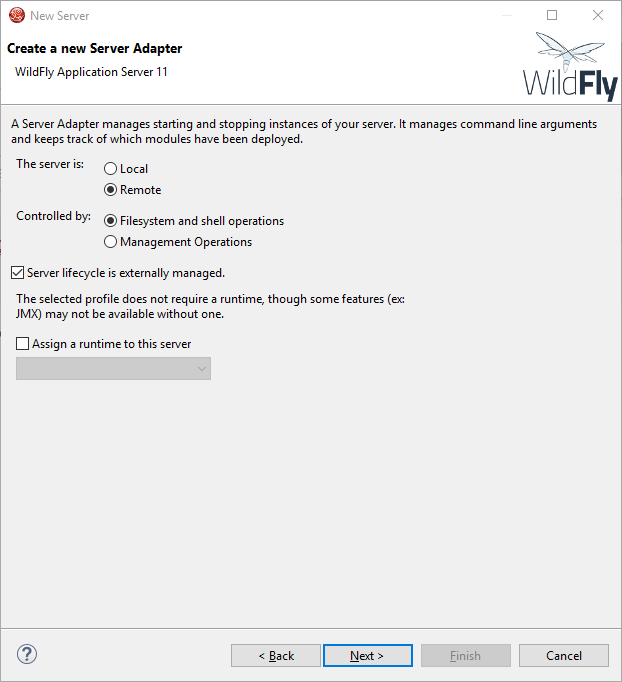 New Server
Create a new Server Adapter
WildFly Application Server 11
WildFly
A Server Adapter manages starting and stopping instances of your server. It manages command line arguments
and keeps track of which modules have been deployed.
The server is:
Local
Remote
Controlled by:
Filesystem and shell operations
Management Operations
Server lifecycle is externally managed.
The selected profile does not require a runtime, though some features (ex:
JMX) may not be available without one.
Assign a runtime to this server
?
< Back
Next >
Finish
Cancel